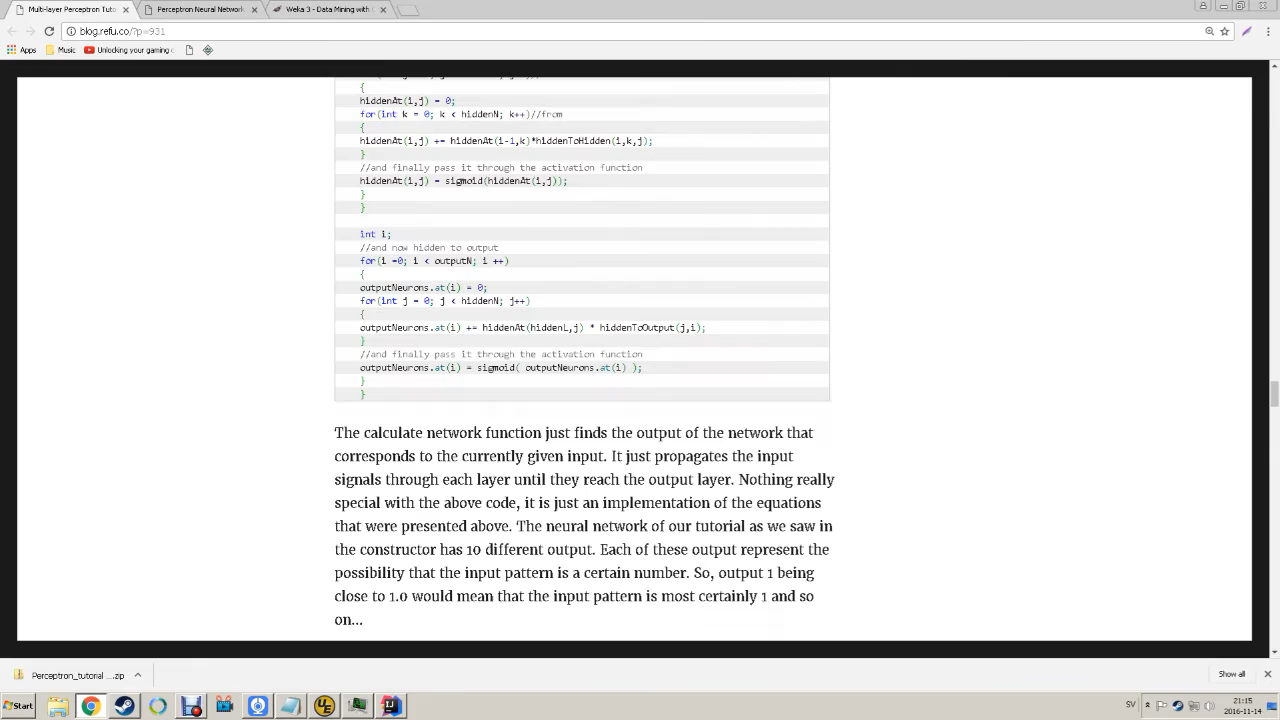 Multi-layer Perceptron Tuto
Perceptron Neural Network
Weka 3 - Data Mining with
blog.refu.co/?p=931
Apps
Music
Unlocking your gaming
{
hiddenAt(i,j) = 0;
for(int k = 0; k < hiddenN; k++)//from
{
hiddenAt(i,j) += hiddenAt(i-1,k)*hiddenToHidden(i,k,j);
}
//and finally pass it through the activation function
hiddenAt(i,j) = sigmoid(hiddenAt(i,j));
}
}
int i;
//and now hidden to output
for(i =0; i < outputN; i ++)
{
outputNeurons.at(i) = 0;
for(int j = 0; j < hiddenN; j++)
{
outputNeurons.at(i) += hiddenAt(hiddenL,j) * hiddenToOutput(j,i);
}
//and finally pass it through the activation function
outputNeurons.at(i) = sigmoid( outputNeurons.at(i) );
}
}
The calculate network function just finds the output of the network that
corresponds to the currently given input. It just propagates the input
signals through each layer until they reach the output layer. Nothing really
special with the above code, it is just an implementation of the equations
that were presented above. The neural network of our tutorial as we saw in
the constructor has 10 different output. Each of these output represent the
possibility that the input pattern is a certain number. So, output 1 being
close to 1.0 would mean that the input pattern is most certainly 1 and so
on...
Perceptron_tutorial ....zip
Show all
Start
SV
21:15
2016-11-14